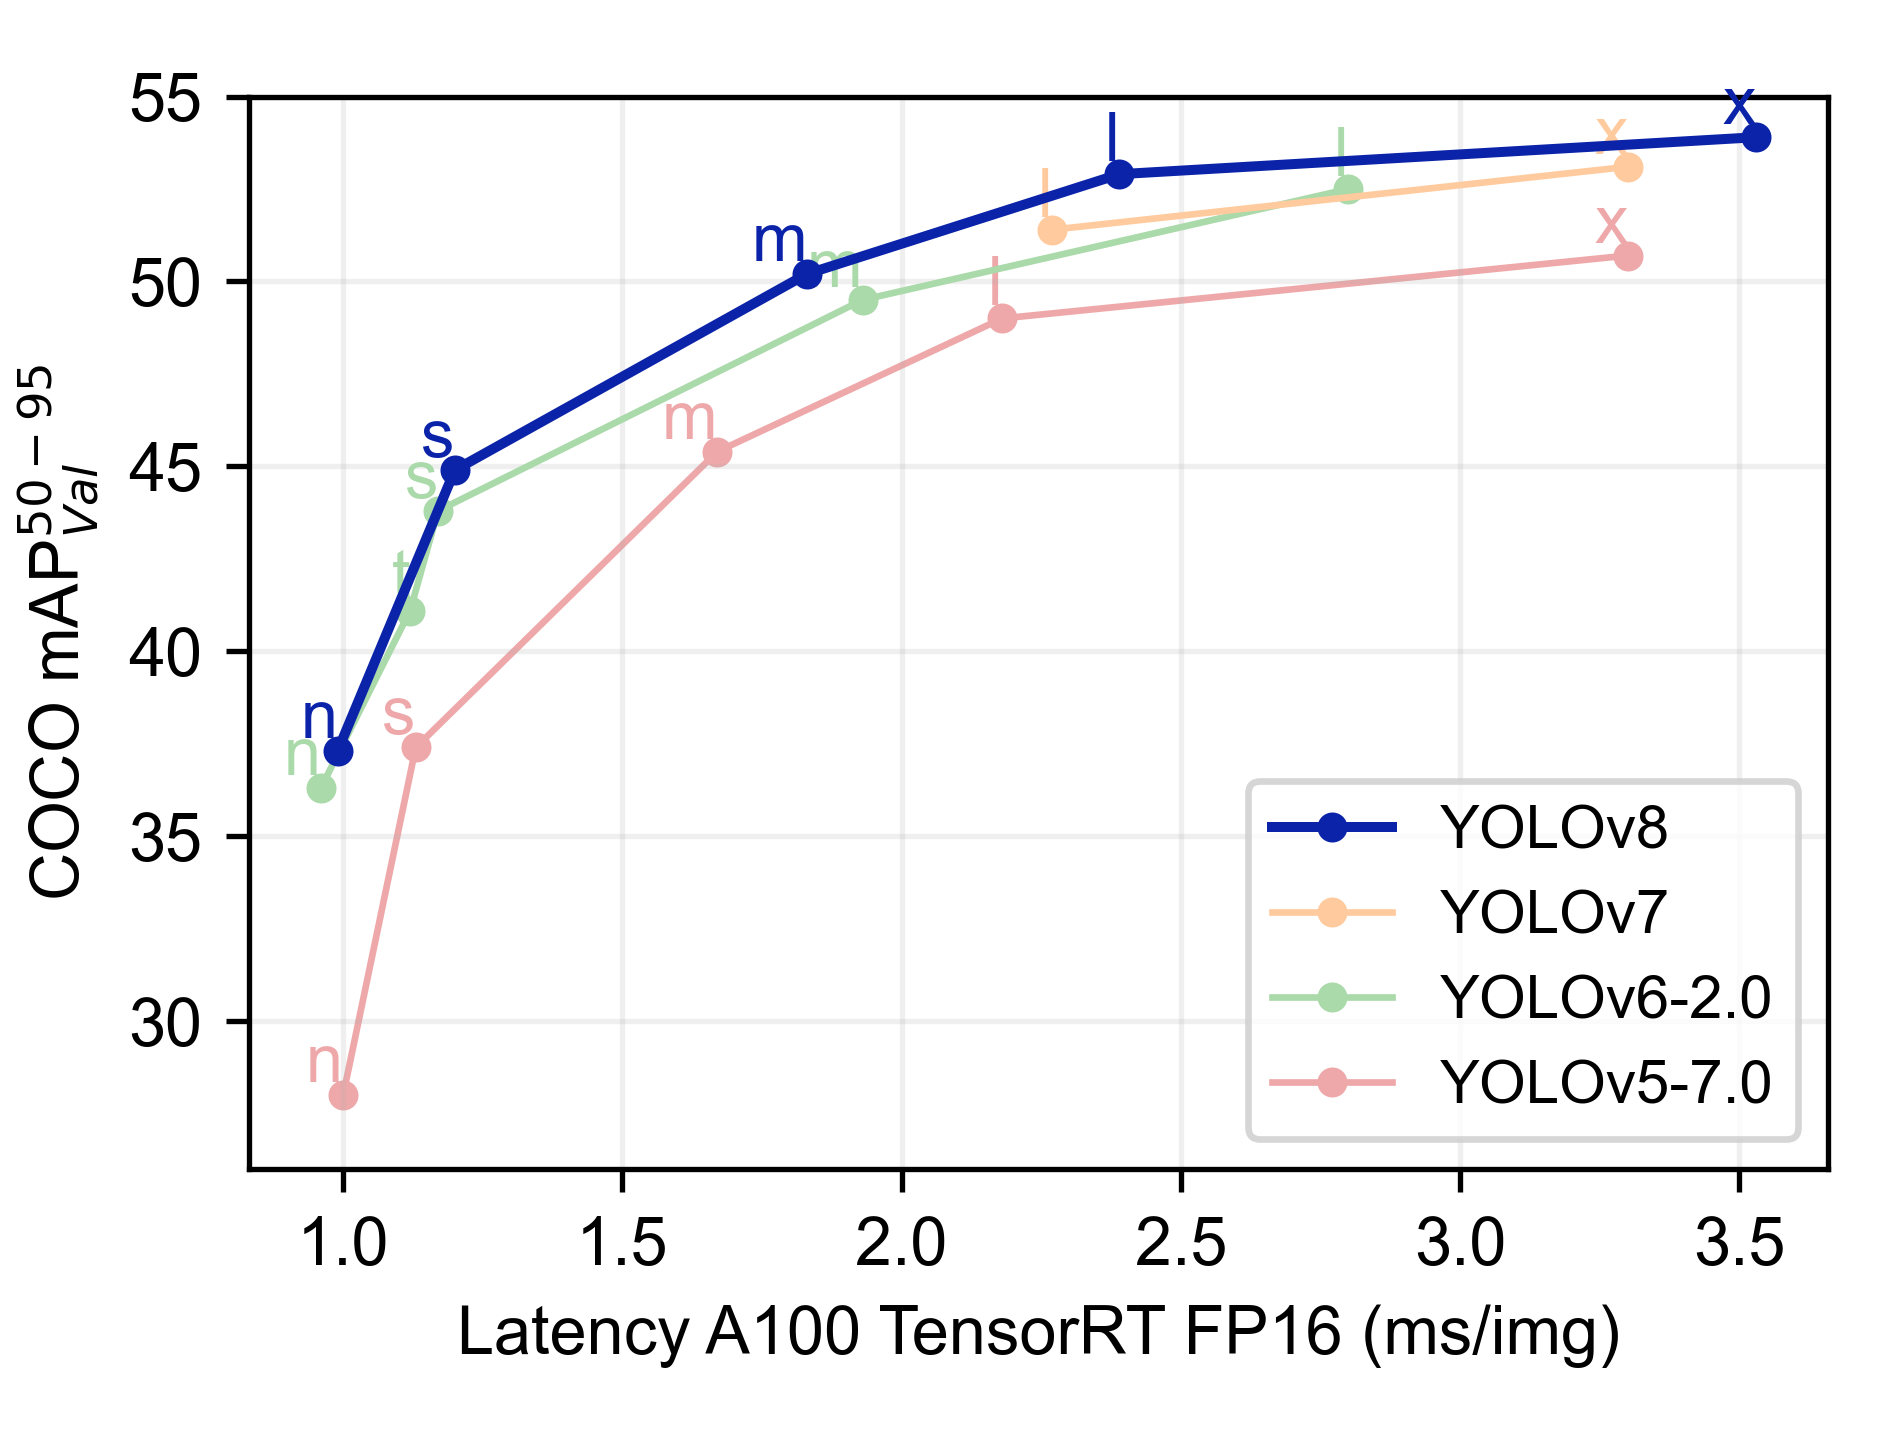 COCO mAP50-95 Val
55
50
45
40
35
30
n
s
m
l
x
l
x
n
t
s
m
l
n
s
m
l
x
YOLOv8
YOLOv7
YOLOv6-2.0
YOLOv5-7.0
1.0 1.5 2.0 2.5 3.0 3.5
Latency A100 TensorRT FP16 (ms/img)